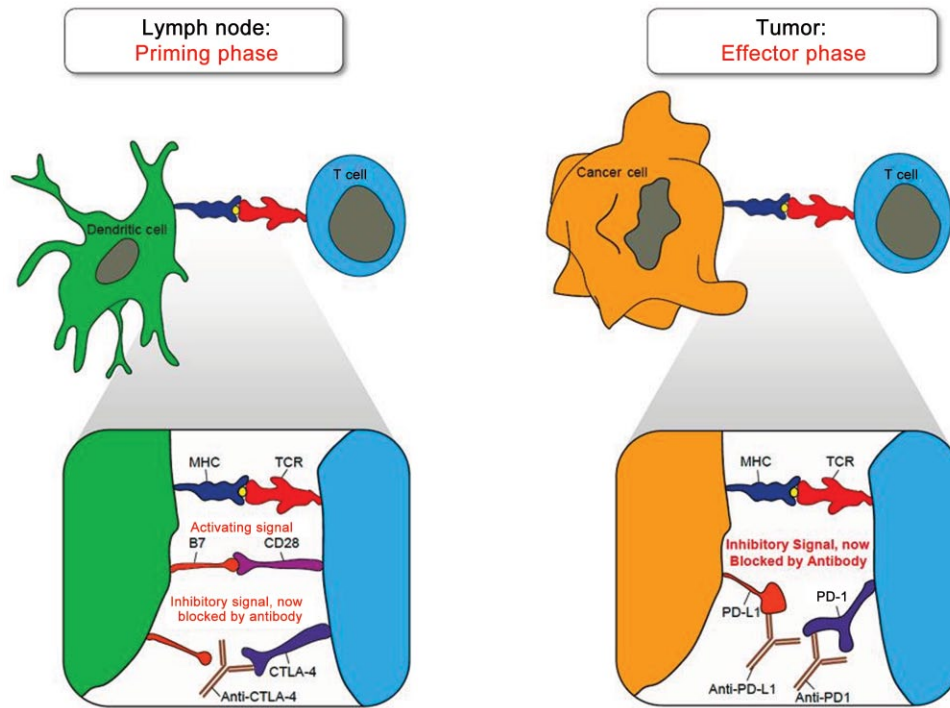 Lymph node:
Priming phase
T cell
Dendritic cell
MHC
TCR
Activating signal
B7
CD28
Inhibitory signal, now
blocked by antibody
CTLA-4
Anti-CTLA-4
Tumor:
Effector phase
Cancer cell
T cell
MHC
TCR
Inhibitory Signal, now
Blocked by Antibody
PD-L1
PD-1
Anti-PD-L1
Anti-PD1